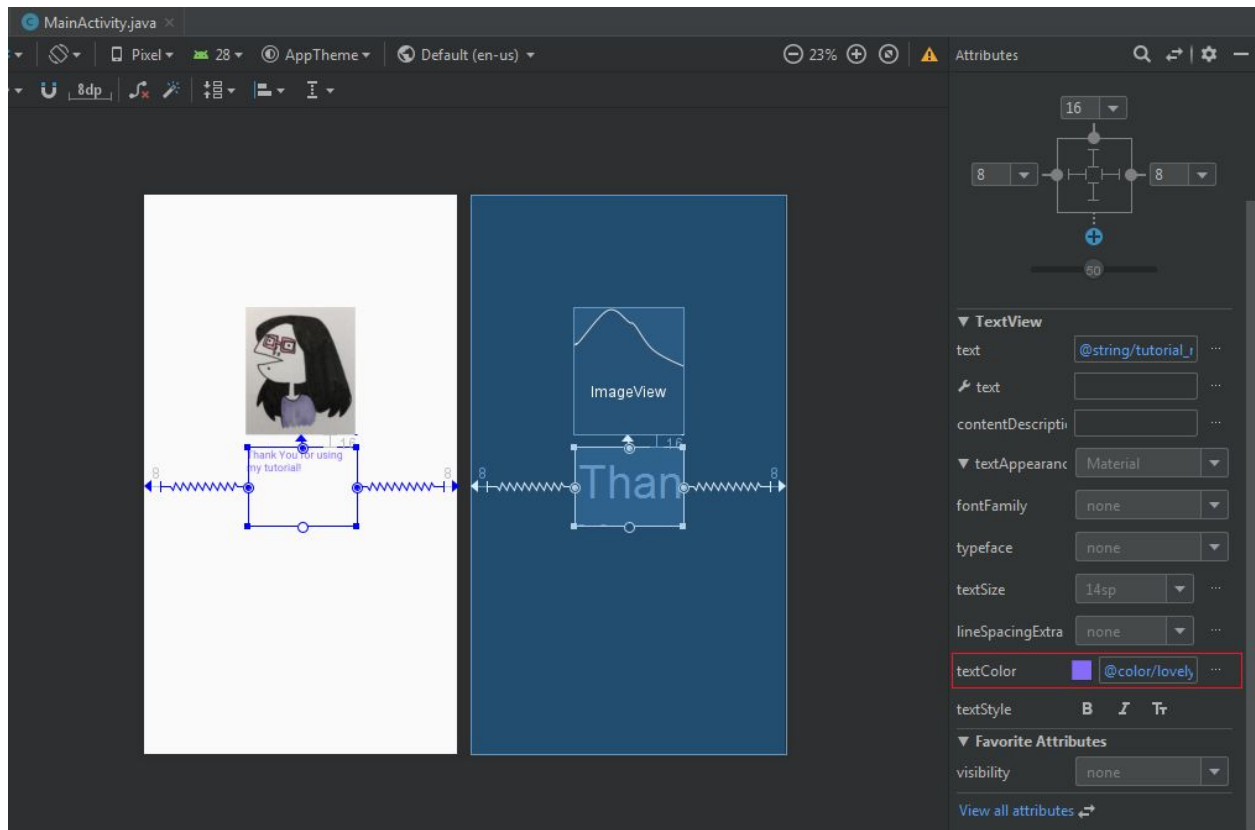 MainActivity.java
Pixel 28 AppTheme Default (en-us) 23% Attributes
8dp
16
8 8
50
Thank You for using
my tutorial!
16
8 8
ImageView
16
Than
8 8
TextView
text @string/tutorial_r
text
contentDescripti
textAppearanc Material
fontFamily none
typeface none
textSize 14sp
lineSpacingExtra none
textColor @color/lovely
textStyle B I Tт
Favorite Attributes
visibility none
View all attributes